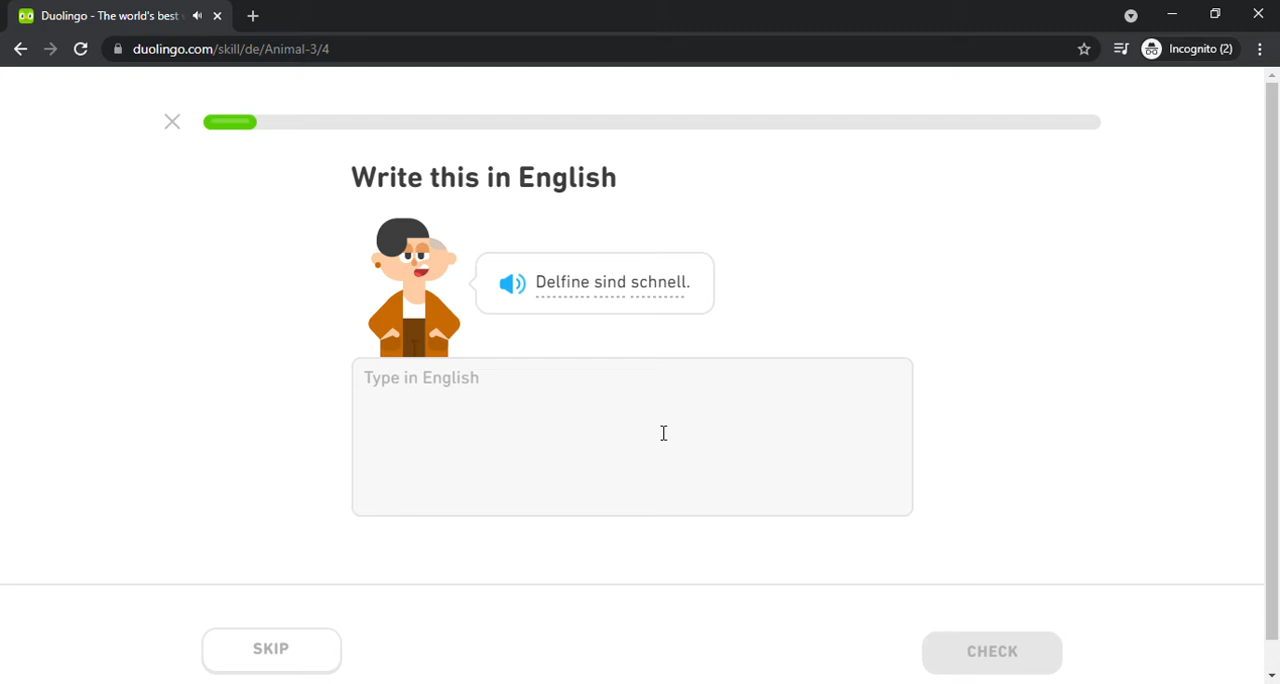 Duolingo - The world's best
duolingo.com/skill/de/Animal-3/4
Incognito (2)
Write this in English
Delfine sind schnell.
Type in English
SKIP
CHECK